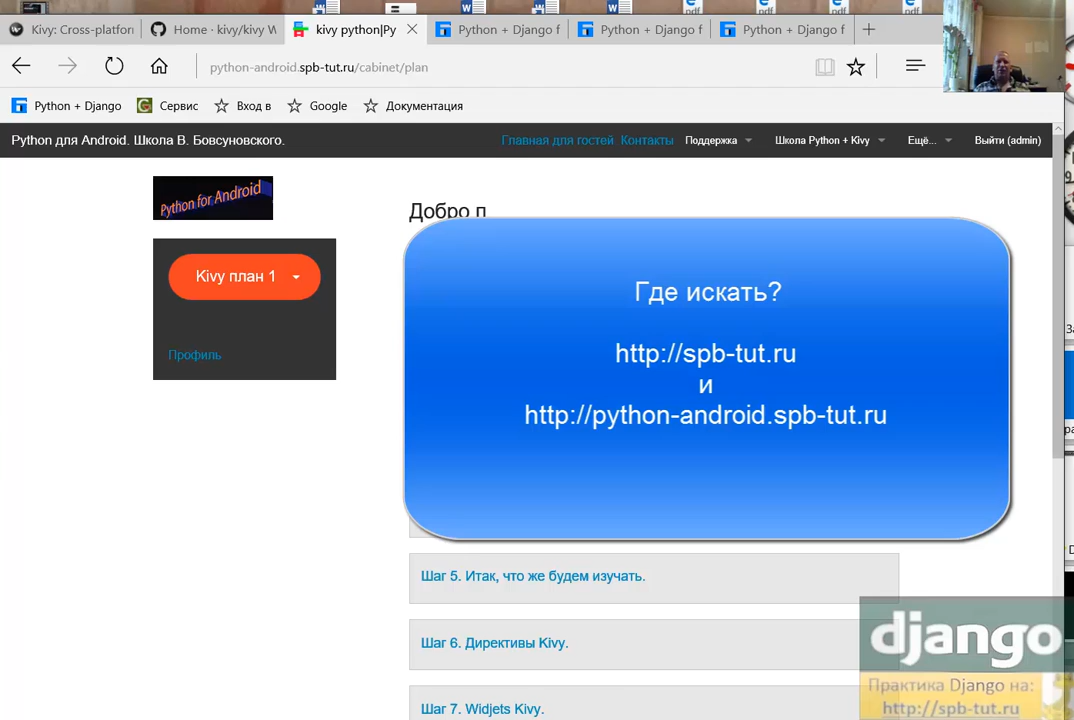 Kivy: Cross-platforn
Home · kivy/kivy W
kivy python|Py
Python + Django f
Python + Django f
Python + Django f
python-android.spb-tut.ru/cabinet/plan
Python + Django
Сервис
Вход в
Google
Документация
Python для Android. Школа В. Бовсуновского.
Главная для гостей
Контакты
Поддержка
Школа Python + Kivy
Ещё...
Выйти (admin)
Python for Android
Kivy план 1
Профиль
Добро п
Где искать?
http://spb-tut.ru
и
http://python-android.spb-tut.ru
Шаг 5. Итак, что же будем изучать.
Шаг 6. Директивы Kivy.
Шаг 7. Widjets Kivy.
django
Практика Django на:
http://spb-tut.ru